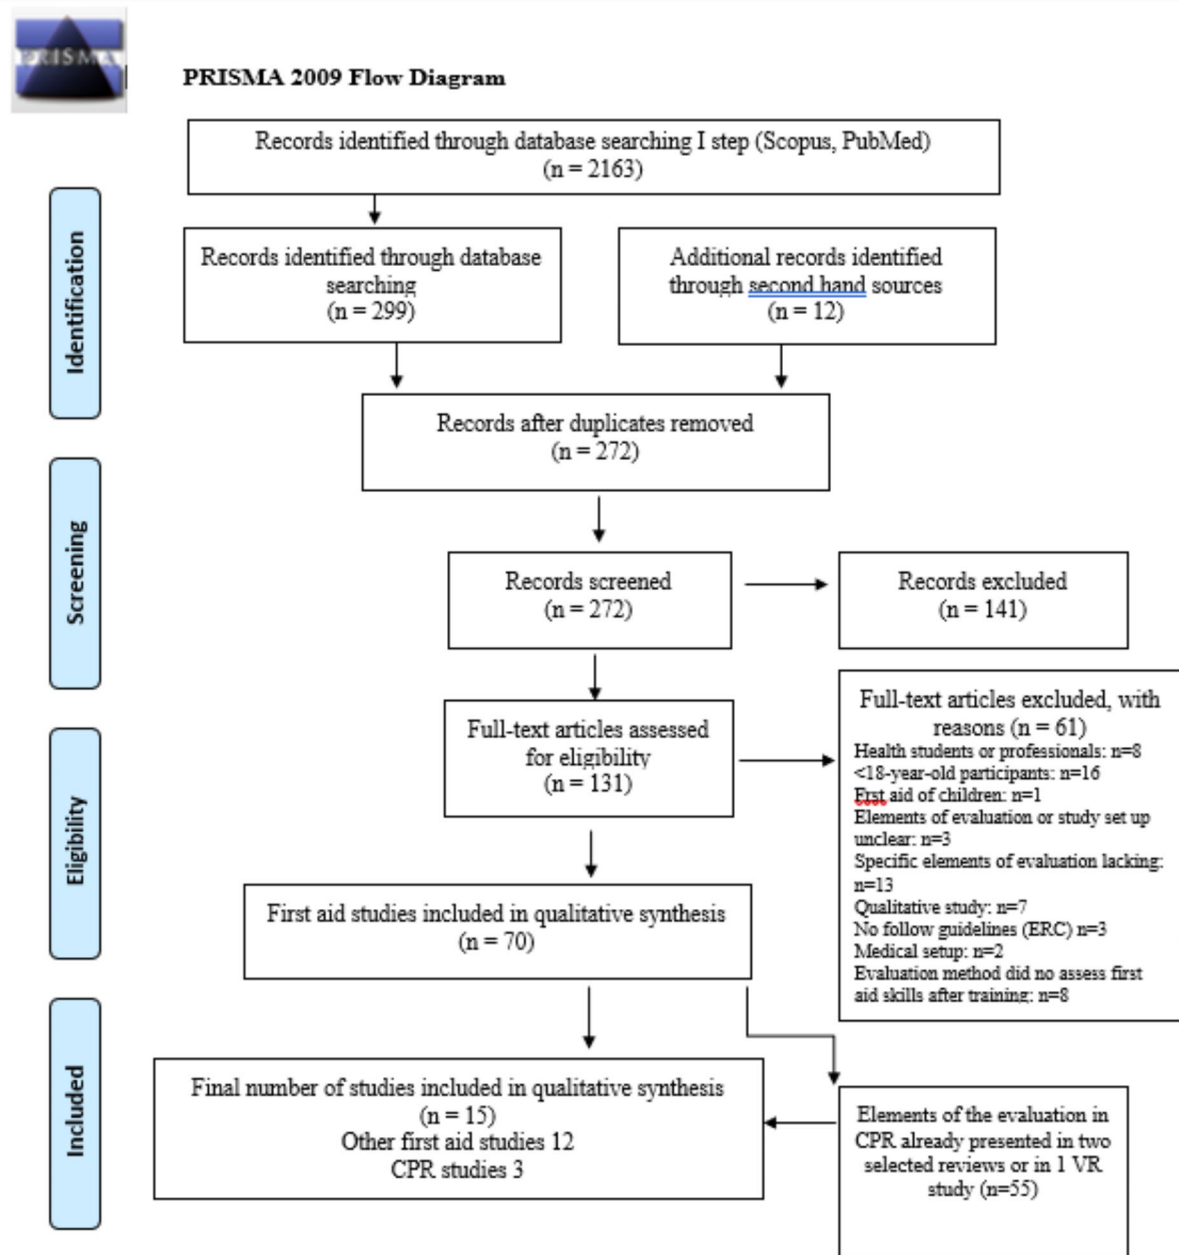 PRISMA
PRISMA 2009 Flow Diagram
Records identified through database searching I step (Scopus, PubMed)
(n = 2163)
Identification
Records identified through database
searching
(n = 299)
Additional records identified
through second hand sources
(n = 12)
Records after duplicates removed
(n = 272)
Screening
Records screened
(n = 272)
Records excluded
(n = 141)
Eligibility
Full-text articles assessed
for eligibility
(n = 131)
Full-text articles excluded, with
reasons (n = 61)
Health students or professionals: n=8
<18-year-old participants: n=16
Frst aid of children: n=1
Elements of evaluation or study set up
unclear: n=3
Specific elements of evaluation lacking:
n=13
Qualitative study: n=7
No follow guidelines (ERC) n=3
Medical setup: n=2
Evaluation method did no assess first
aid skills after training: n=8
First aid studies included in qualitative synthesis
(n = 70)
Included
Final number of studies included in qualitative synthesis
(n = 15)
Other first aid studies 12
CPR studies 3
Elements of the evaluation in
CPR already presented in two
selected reviews or in 1 VR
study (n=55)